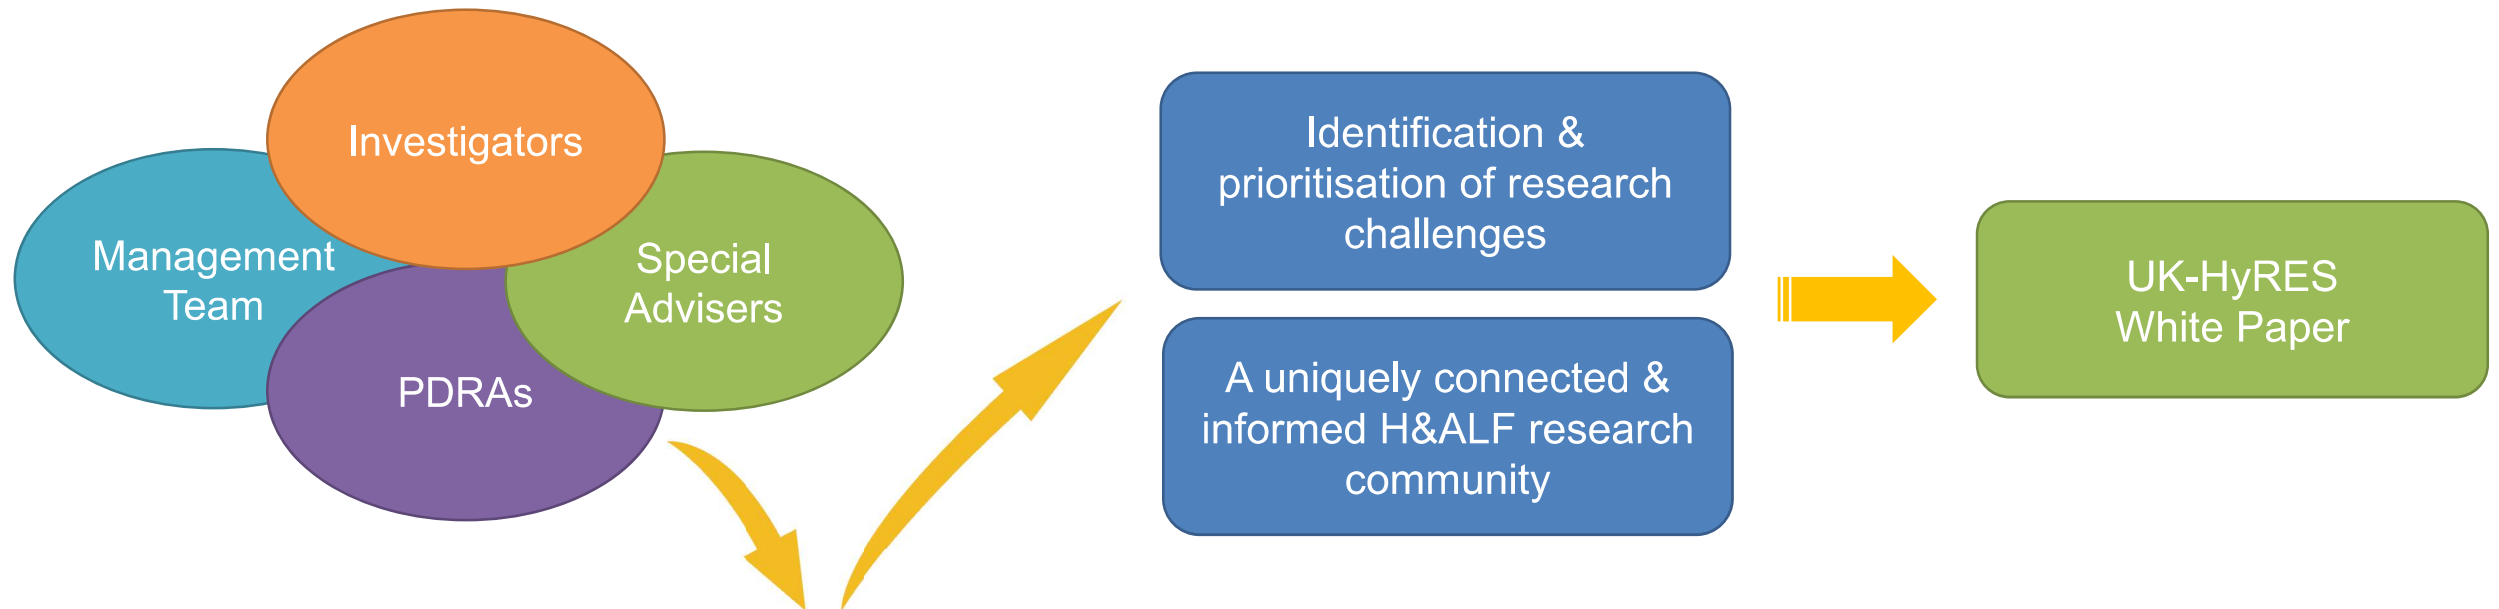 Investigators
Management
Team
Special
Advisers
PDRAs
Identification &
prioritisation of research
challenges
A uniquely connected &
informed H&ALF research
community
UK-HyRES
White Paper